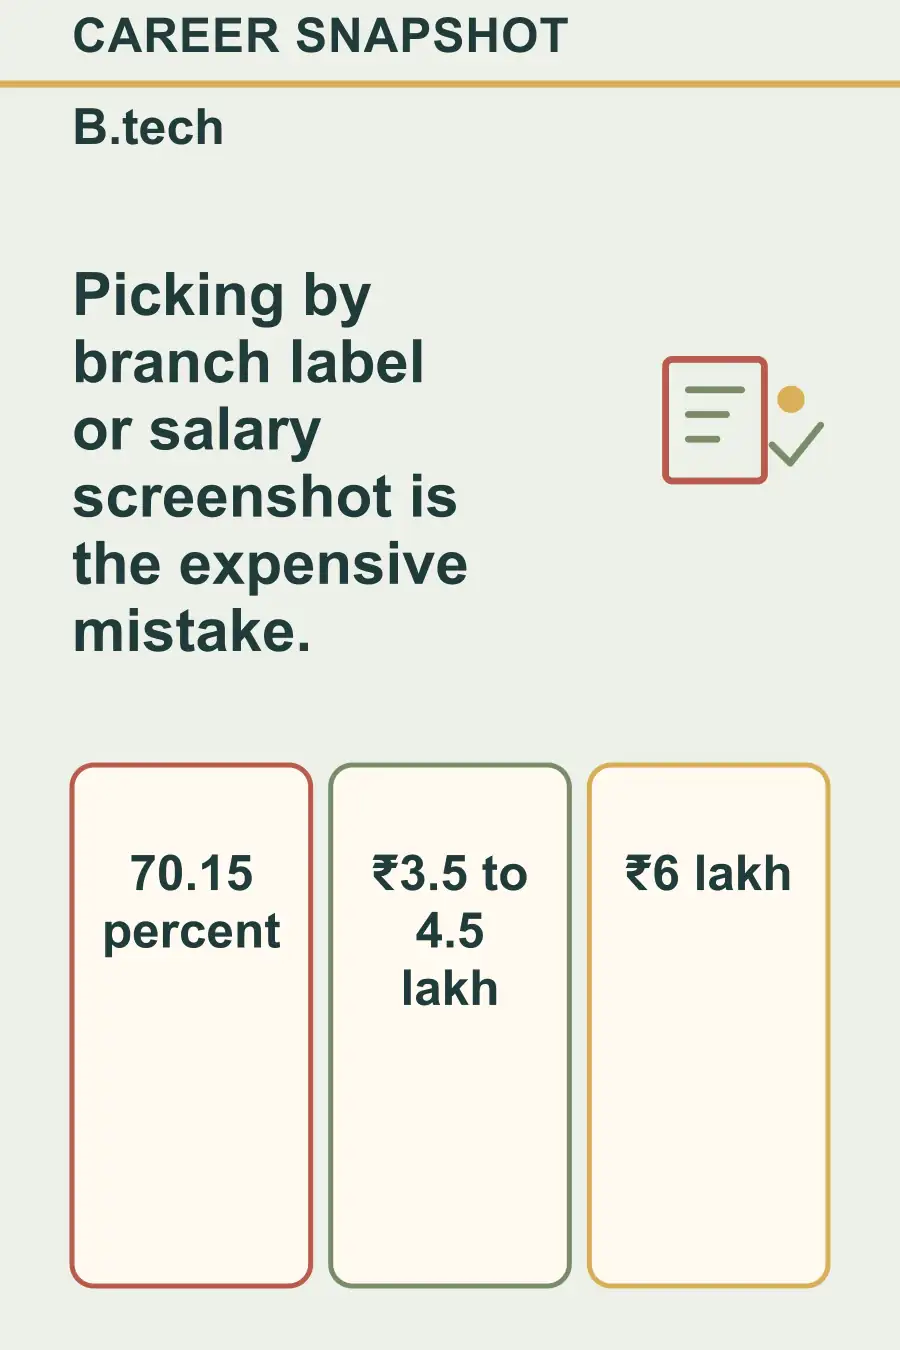 CAREER SNAPSHOT
B.tech
Picking by
branch label
or salary
screenshot is
the expensive
mistake.
70.15
percent
₹3.5 to
4.5
lakh
₹6 lakh